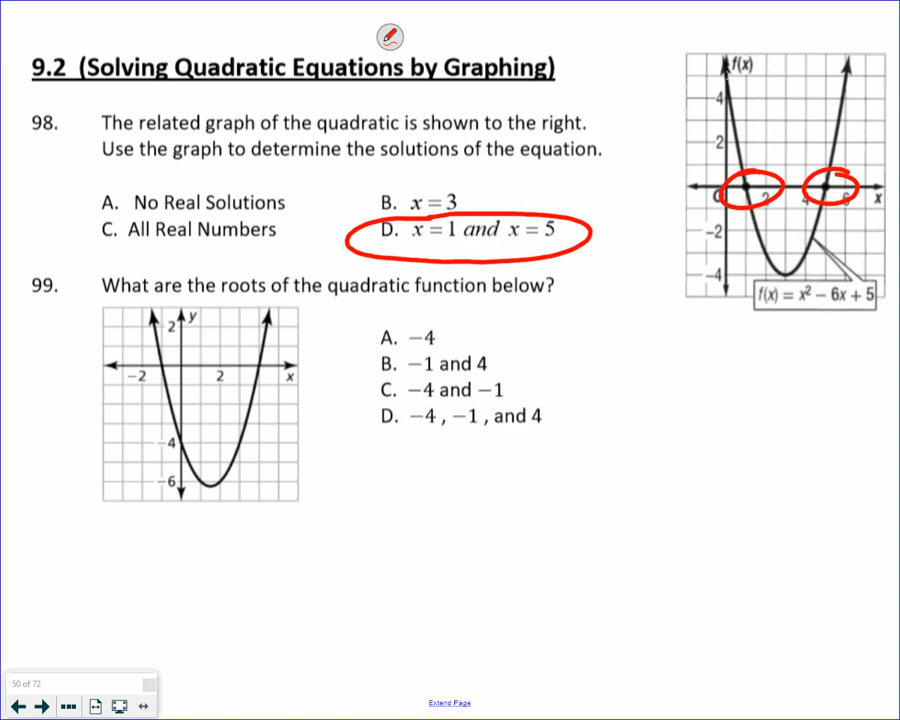 9.2 (Solving Quadratic Equations by Graphing)
98. The related graph of the quadratic is shown to the right.
Use the graph to determine the solutions of the equation.
A. No Real Solutions B. x = 3
C. All Real Numbers D. x = 1 and x = 5
f(x)
4
2
O 2 4 6 x
−2
−4
f(x) = x² − 6x + 5
99. What are the roots of the quadratic function below?
2 y
−2 2 x
−4
−6
A. −4
B. −1 and 4
C. −4 and −1
D. −4 , −1 , and 4
50 of 72
Extend Page